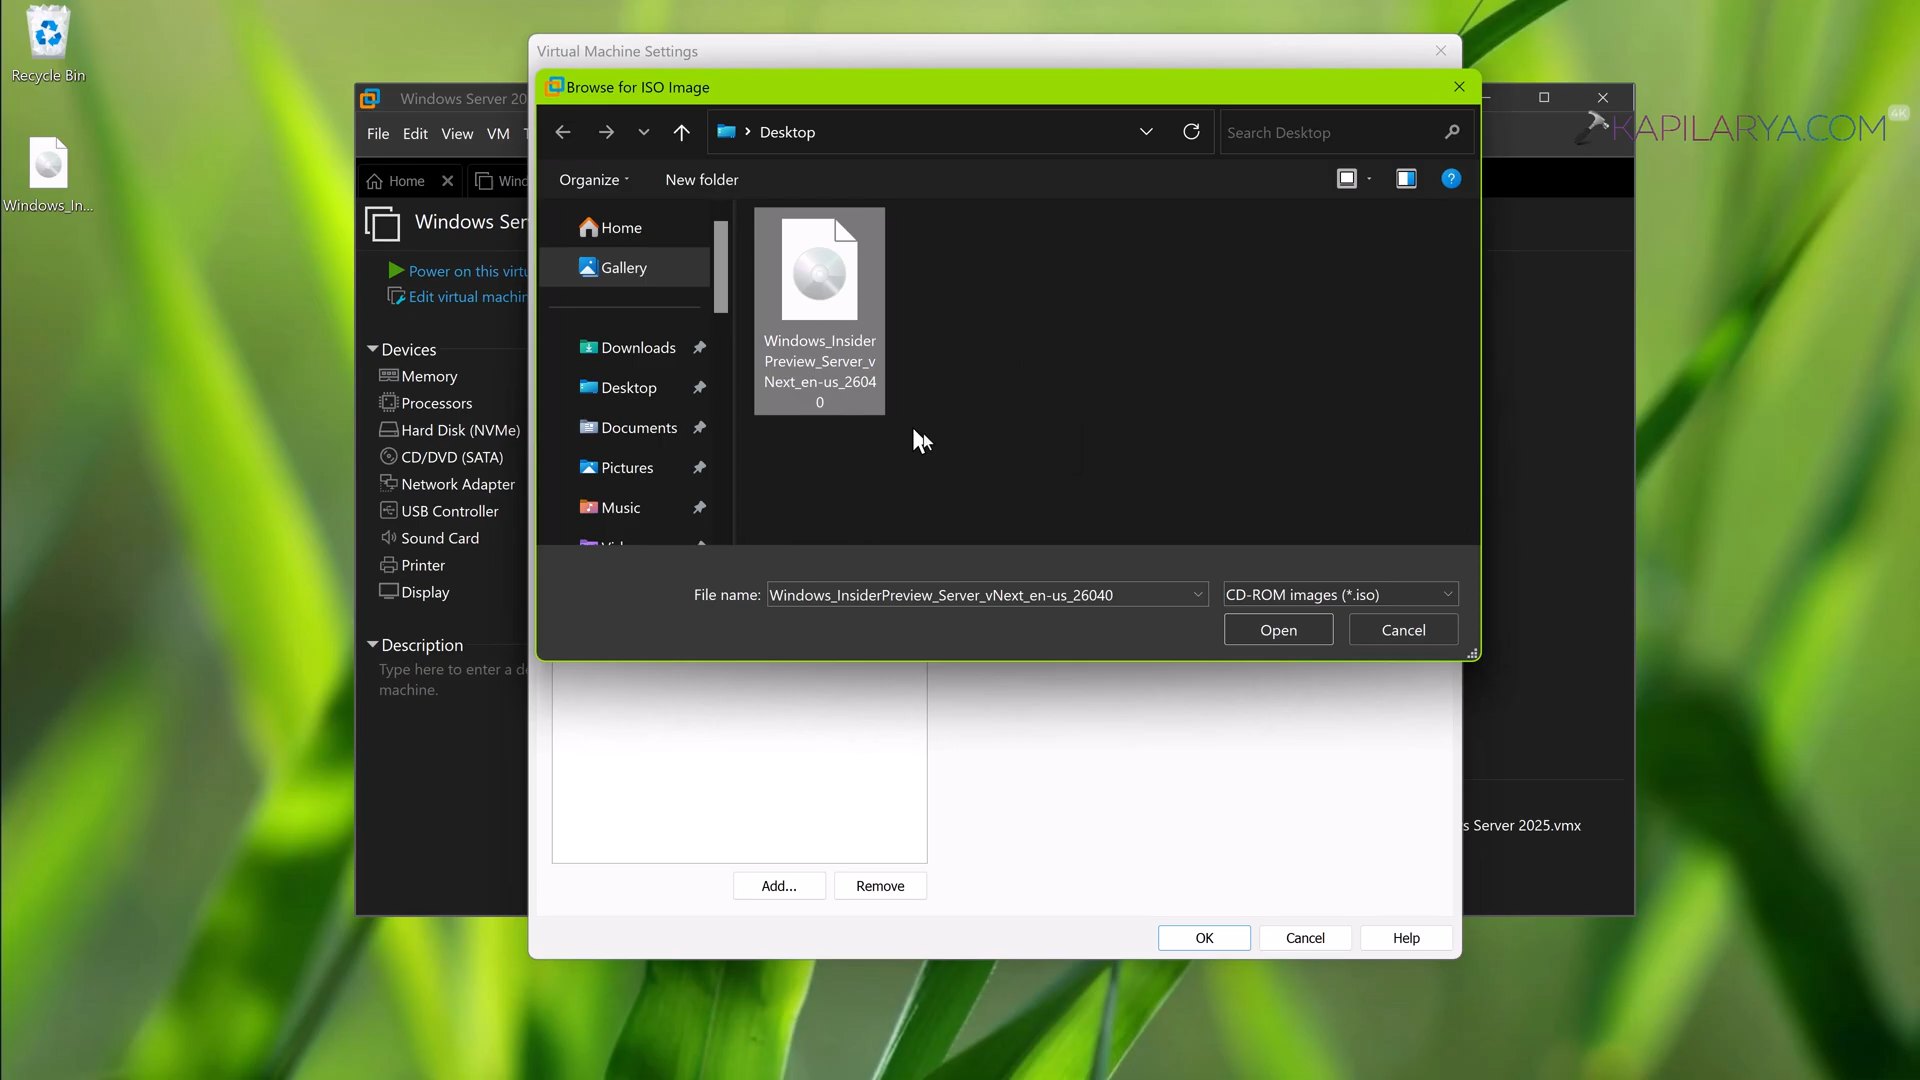 Recycle Bin
Windows_In...
Virtual Machine Settings
Browse for ISO Image
Windows Server 20
File Edit View VM
KAPILARYA.COM
4K
Desktop
Search Desktop
Home
Wind
Organize
New folder
Windows Ser
Power on this virtu
Edit virtual machin
Devices
Memory
Processors
Hard Disk (NVMe)
CD/DVD (SATA)
Network Adapter
USB Controller
Sound Card
Printer
Display
Description
Type here to enter a de
machine.
Home
Gallery
Downloads
Desktop
Documents
Pictures
Music
Windows_Insider
Preview_Server_v
Next_en-us_2604
0
File name:
Windows_InsiderPreview_Server_vNext_en-us_26040
CD-ROM images (*.iso)
Open
Cancel
s Server 2025.vmx
Add...
Remove
OK
Cancel
Help